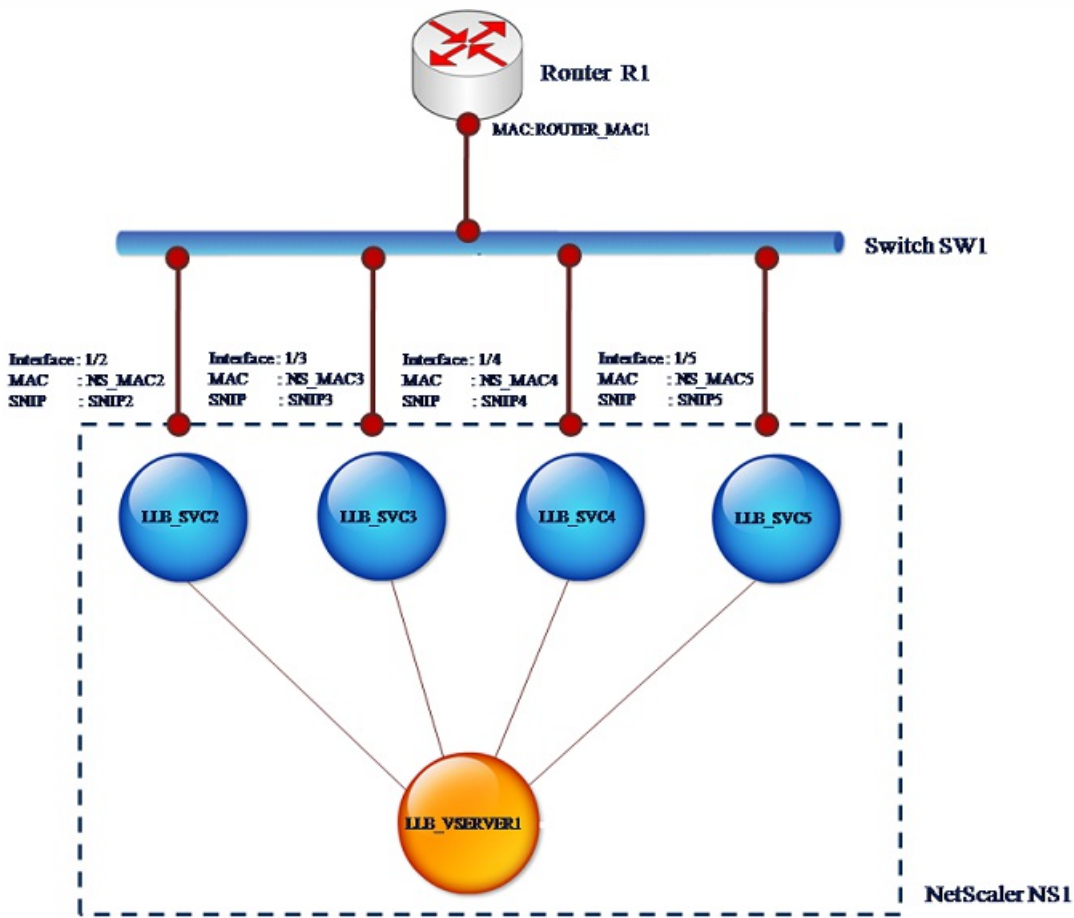 Router R1
MAC:ROUTER_MAC1
Switch SW1
Interface: 1/2
MAC : NS_MAC2
SNIP : SNIP2
Interface: 1/3
MAC : NS_MAC3
SNIP : SNIP3
Interface: 1/4
MAC : NS_MAC4
SNIP : SNIP4
Interface: 1/5
MAC : NS_MAC5
SNIP : SNIP5
LLB_SVC2
LLB_SVC3
LLB_SVC4
LLB_SVC5
LLB_VSERVER1
NetScaler NS1